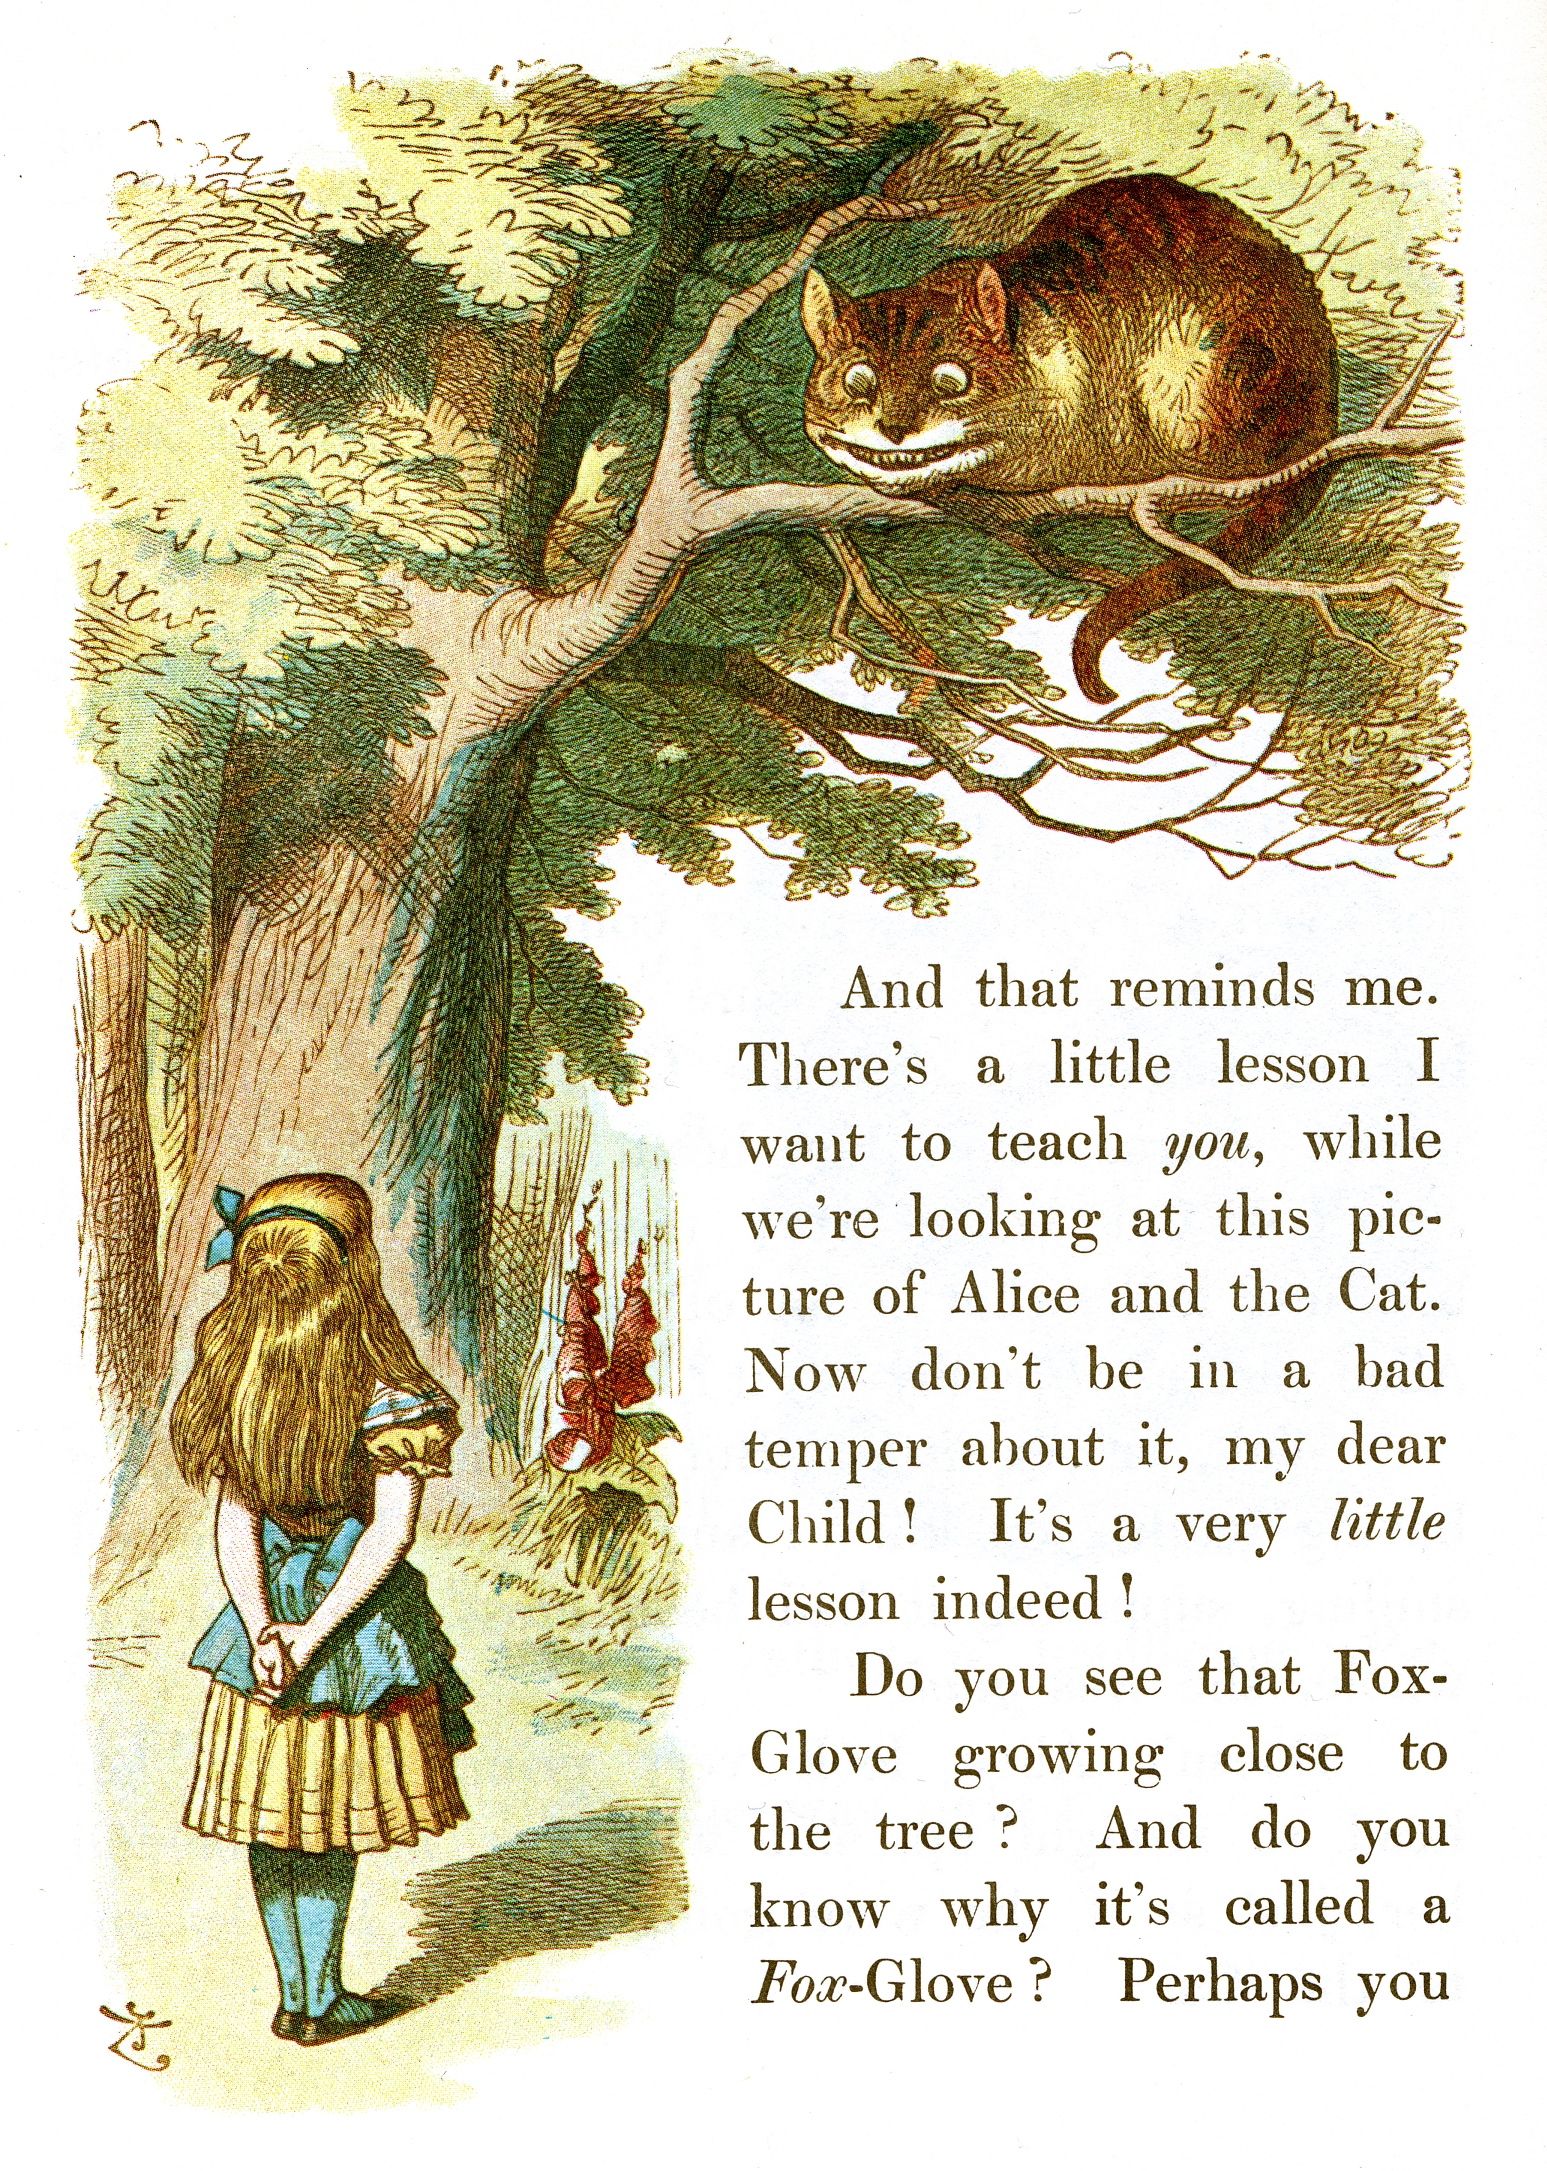 And that reminds me.
There's a little lesson I
want to teach you, while
we're looking at this pic-
ture of Alice and the Cat.
Now don't be in a bad
temper about it, my dear
Child! It's a very little
lesson indeed!
Do you see that Fox-
Glove growing close to
the tree? And do you
know why it's called a
Fox-Glove? Perhaps you